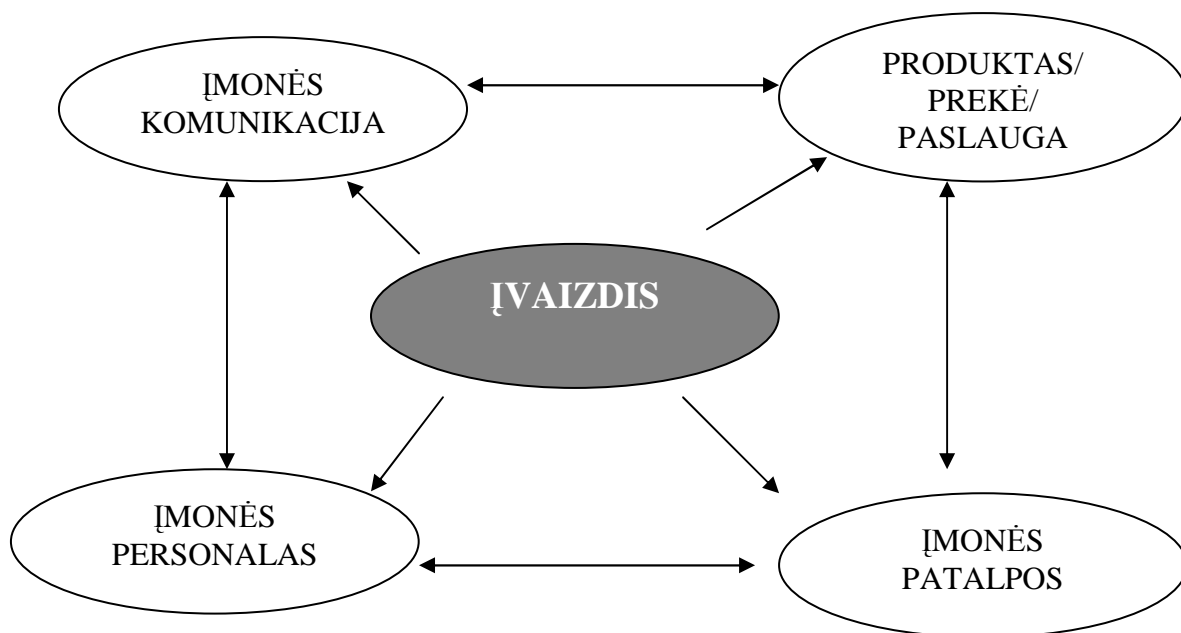 ĮMONĖS
KOMUNIKACIJA
PRODUKTAS/
PREKĖ/
PASLAUGA
ĮVAIZDIS
ĮMONĖS
PERSONALAS
ĮMONĖS
PATALPOS